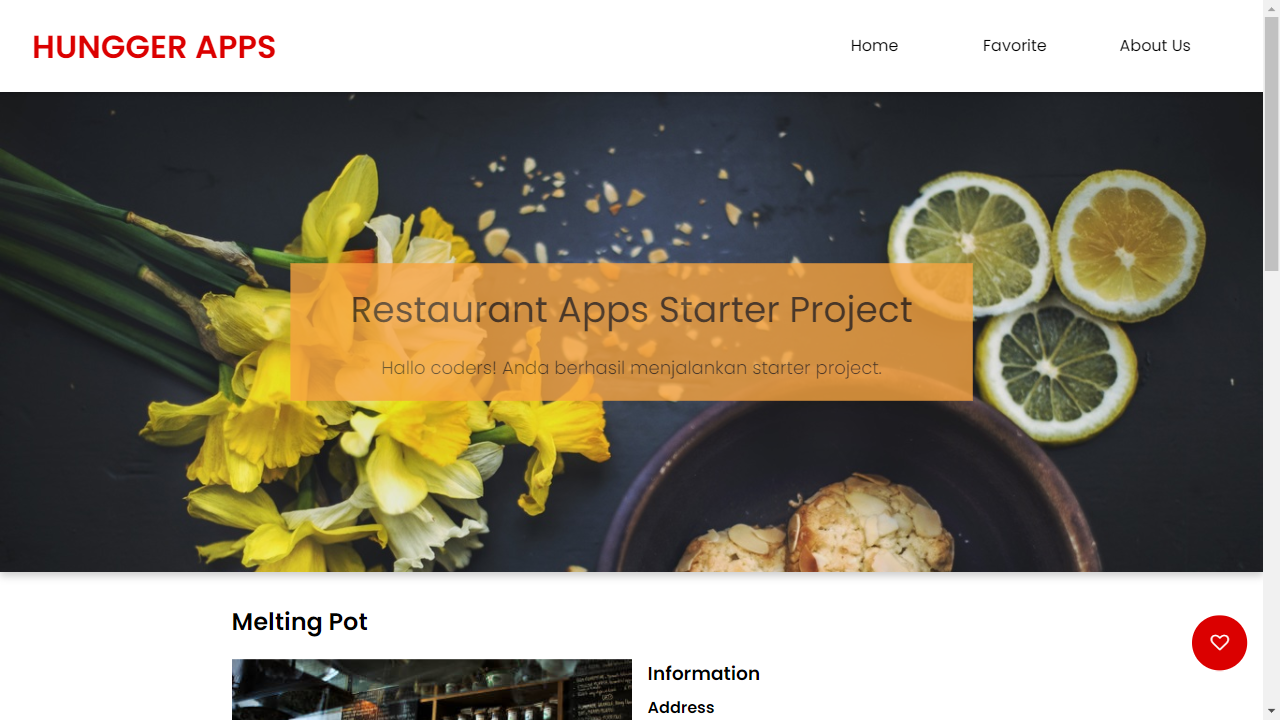 HUNGGER APPS
Home Favorite About Us
Restaurant Apps Starter Project
Hallo coders! Anda berhasil menjalankan starter project.
Melting Pot
Information
Address